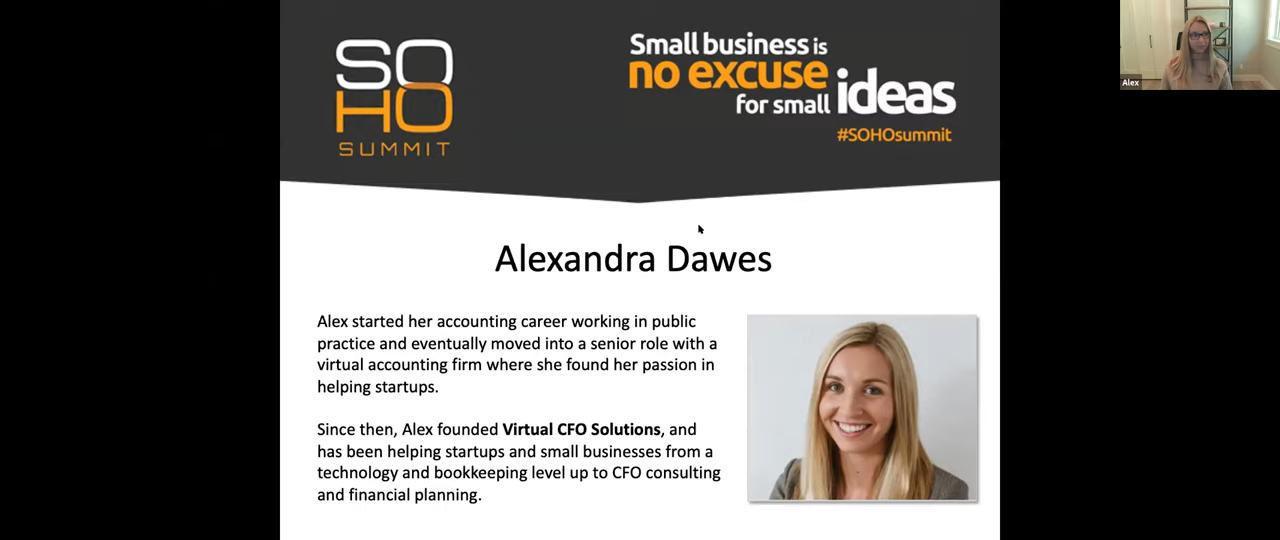 SO
HO
SUMMIT
Small business is
no excuse
for small ideas
#SOHOsummit
Alex
Alexandra Dawes
Alex started her accounting career working in public
practice and eventually moved into a senior role with a
virtual accounting firm where she found her passion in
helping startups.
Since then, Alex founded Virtual CFO Solutions, and
has been helping startups and small businesses from a
technology and bookkeeping level up to CFO consulting
and financial planning.